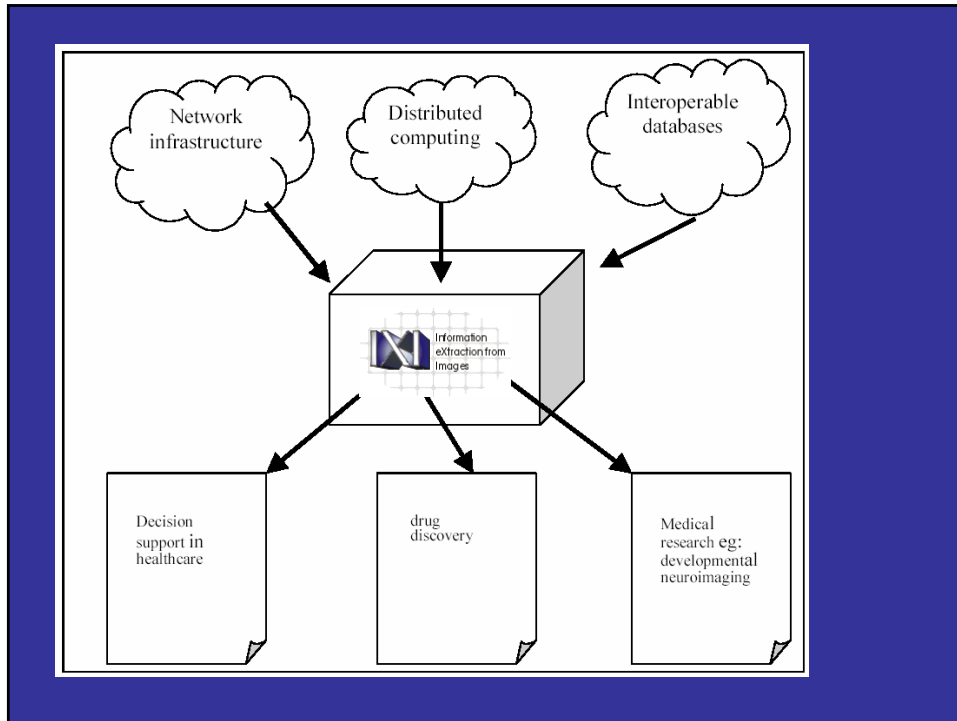 Network
infrastructure
Distributed
computing
Interoperable
databases
IXI
Information
eXtraction from
Images
Decision
support in
healthcare
drug
discovery
Medical
research eg:
developmental
neuroimaging